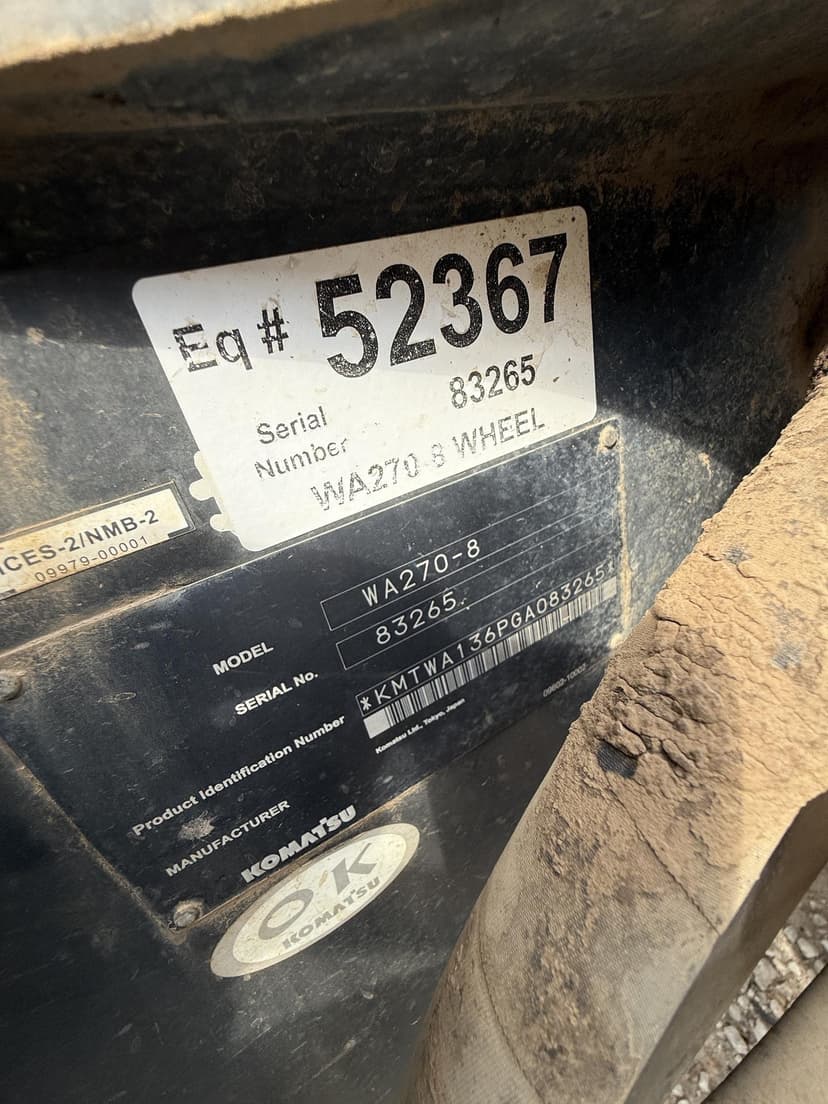 Eq # 52367
Serial
Number 83265
WA270-8 WHEEL
ICES-2/NMB-2
09979-00001
MODEL WA270-8
SERIAL No. 83265
Product Identification Number *KMTWA136PGA083265*
Komatsu Ltd., Tokyo, Japan
MANUFACTURER KOMATSU
OK
KOMATSU